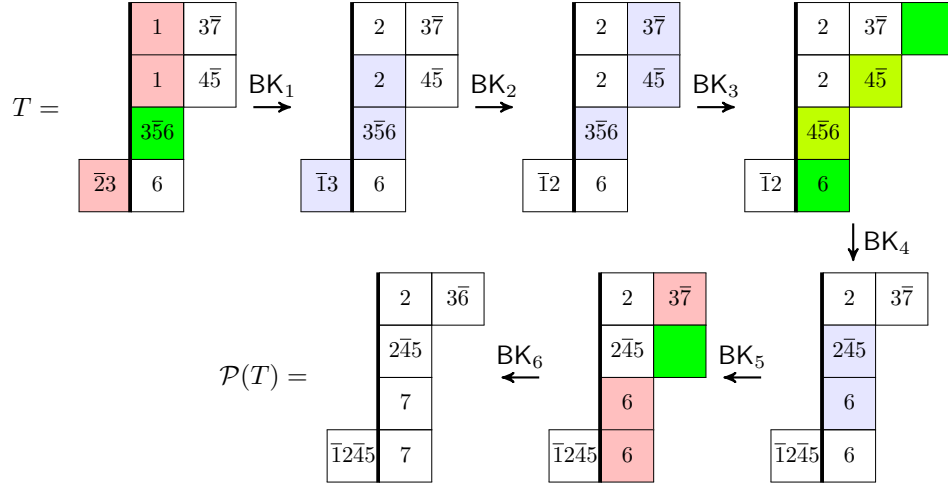 1 37̅ 2 37̅ 2 37̅ 2 37̅
1 45̅ BK₁ 2 45̅ BK₂ 2 45̅ BK₃ 2 45̅
T =
35̅6 35̅6 35̅6 45̅6
2̅3 6 1̅3 6 1̅2 6 1̅2 6
BK₄
2 36̅ 2 37̅ 2 37̅
24̅5 BK₆ 24̅5 BK₅ 24̅5
𝒫(T) =
7 6 6
1̅24̅5 7 1̅24̅5 6 1̅24̅5 6